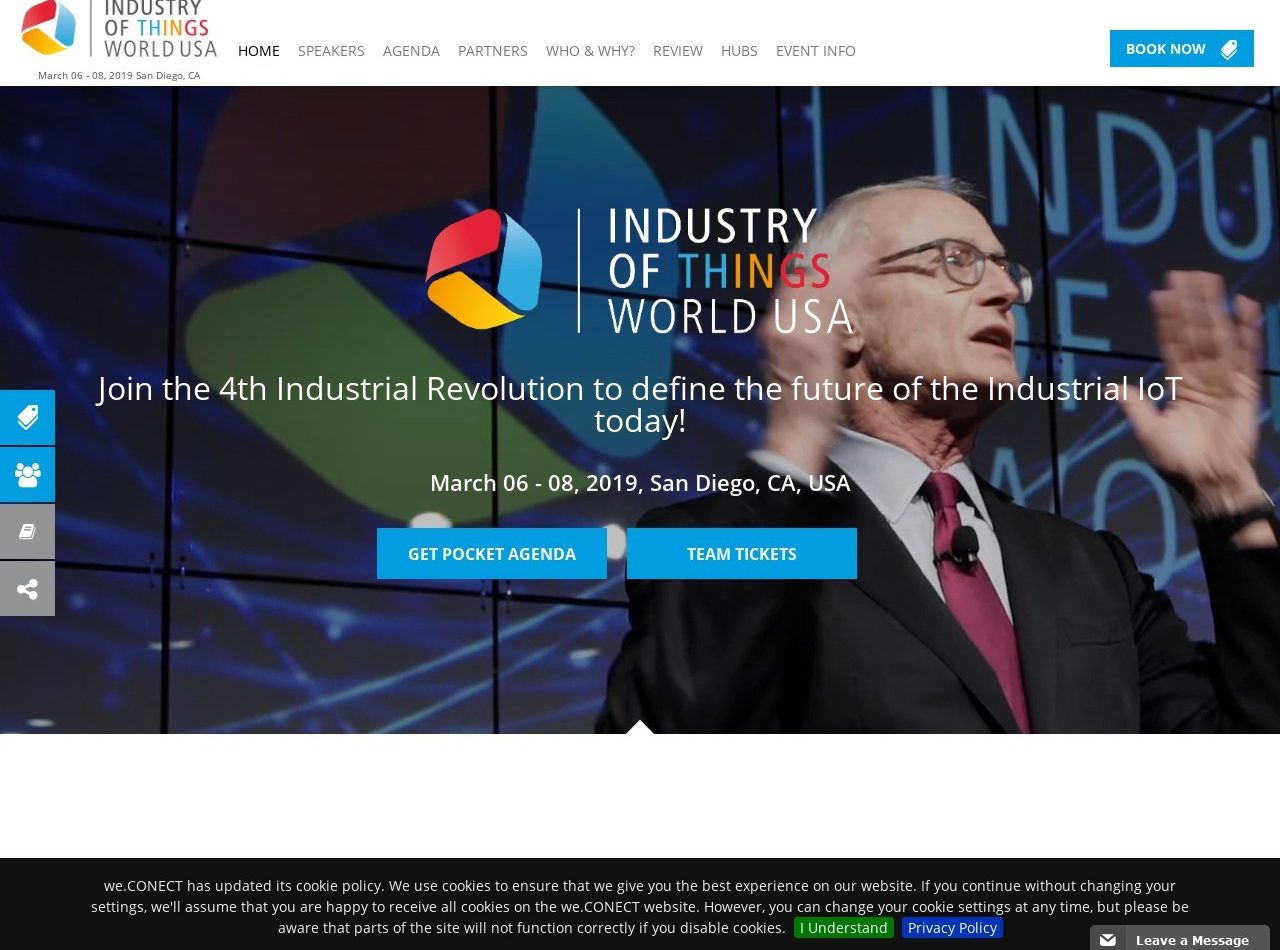 INDUSTRY
OF THINGS
WORLD USA
March 06 - 08, 2019 San Diego, CA
HOME SPEAKERS AGENDA PARTNERS WHO & WHY? REVIEW HUBS EVENT INFO
BOOK NOW
INDU
INDUSTRY
OF THINGS
WORLD USA
Join the 4th Industrial Revolution to define the future of the Industrial IoT
today!
March 06 - 08, 2019, San Diego, CA, USA
GET POCKET AGENDA TEAM TICKETS
we.CONECT has updated its cookie policy. We use cookies to ensure that we give you the best experience on our website. If you continue without changing your
settings, we'll assume that you are happy to receive all cookies on the we.CONECT website. However, you can change your cookie settings at any time, but please be
aware that parts of the site will not function correctly if you disable cookies. I Understand Privacy Policy
Leave a Message